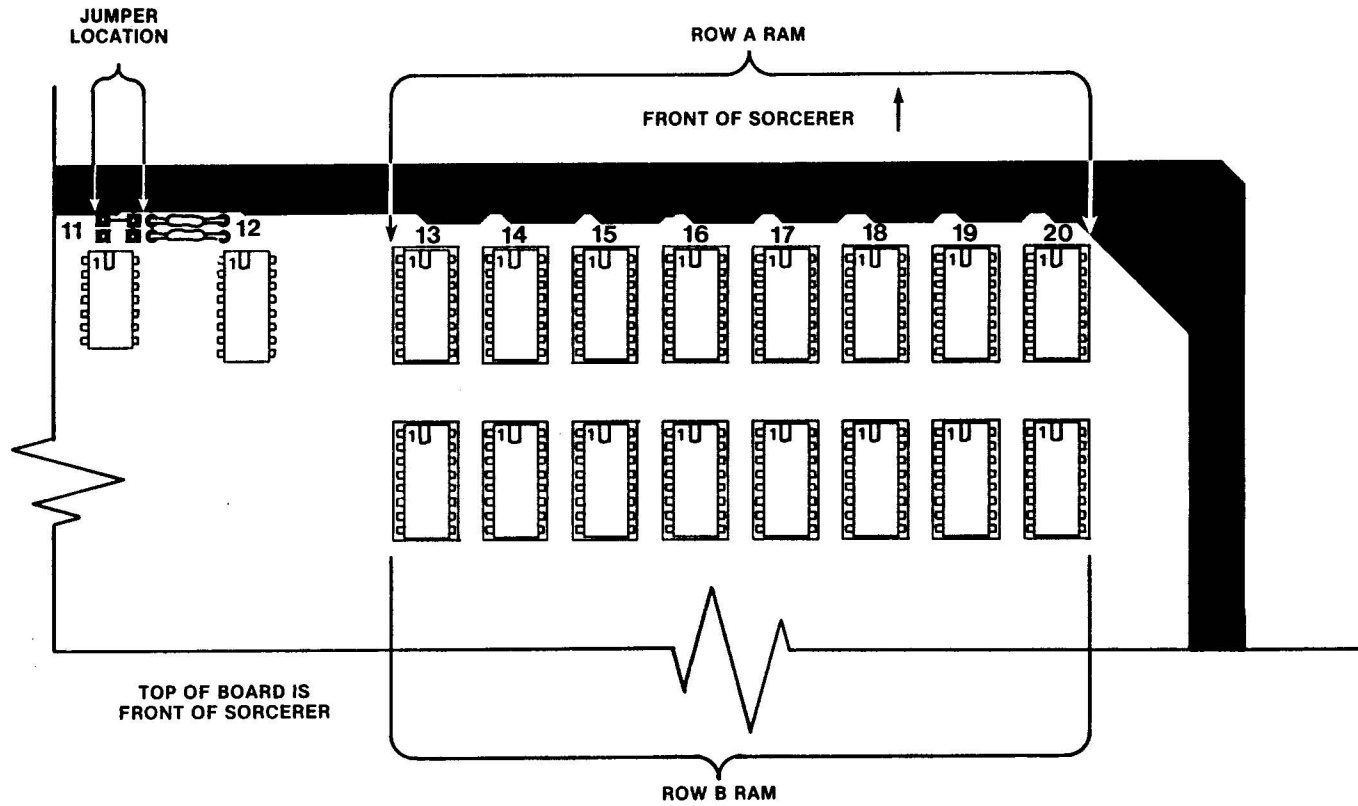 JUMPER
LOCATION
ROW A RAM
FRONT OF SORCERER
11
12
13 14 15 16 17 18 19 20
1 1
1 1 1 1 1 1 1 1
1 1 1 1 1 1 1 1
TOP OF BOARD IS
FRONT OF SORCERER
ROW B RAM